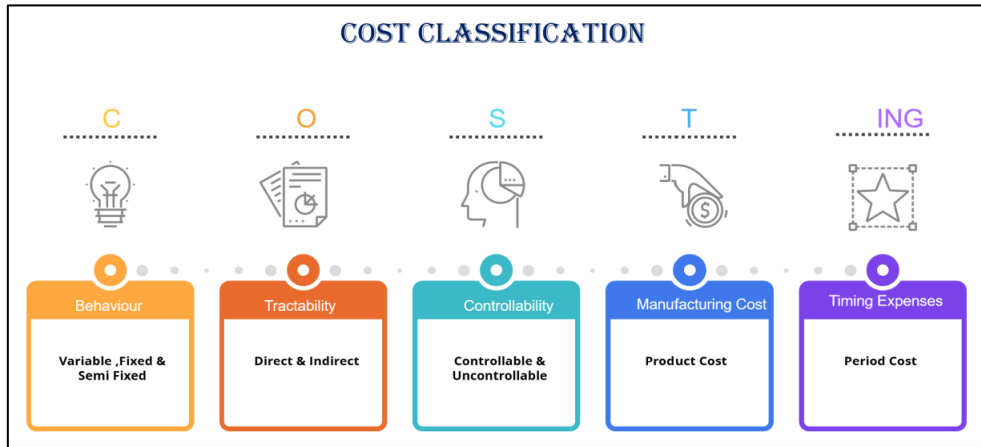 COST CLASSIFICATION
C
O
S
T
ING
$
Behaviour
Tractability
Controllability
Manufacturing Cost
Timing Expenses
Variable ,Fixed &
Semi Fixed
Direct & Indirect
Controllable &
Uncontrollable
Product Cost
Period Cost